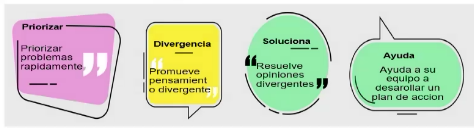 Priorizar
Priorizar
problemas
rapidamente
Divergencia
Promueve
pensamient
o divergente
Soluciona
Resuelve
opiniones
divergentes
Ayuda
Ayuda a su
equipo a
desarollar un
plan de accion